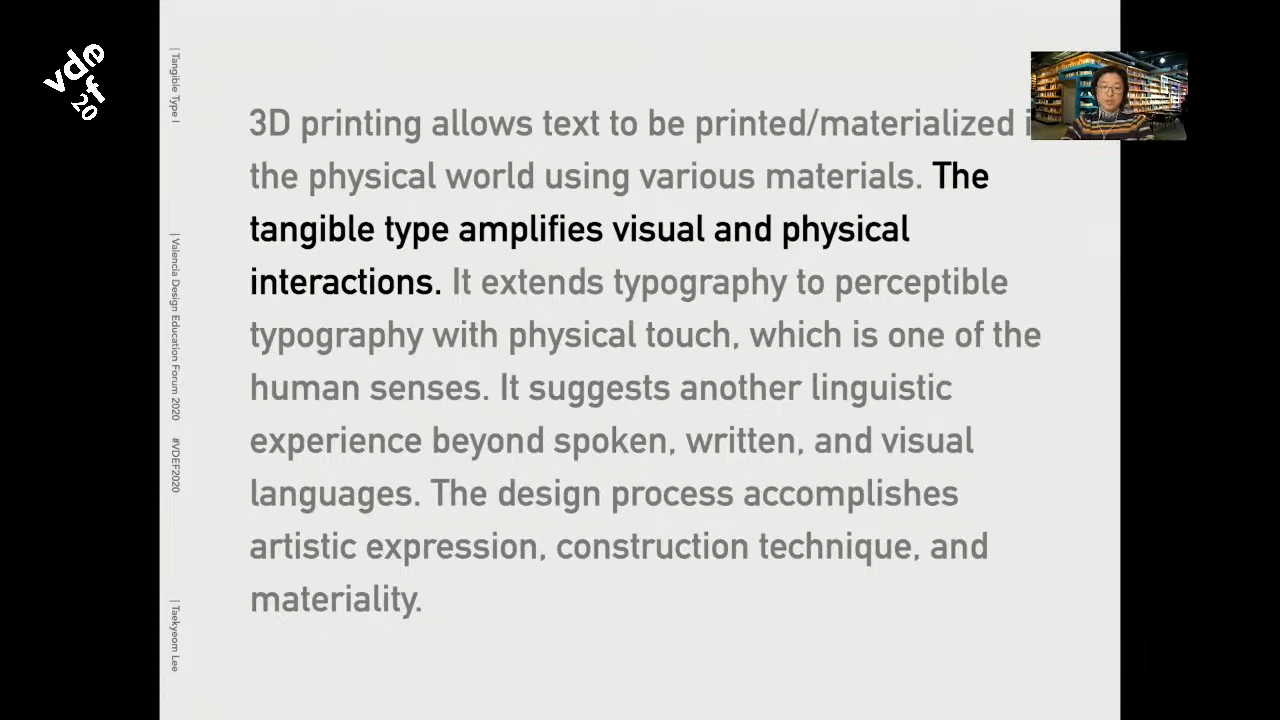 vdef
20
| Tangible Type I
| Valencia Design Education Forum 2020 #VDEF2020
| Taekyeom Lee
3D printing allows text to be printed/materialized
the physical world using various materials. The
tangible type amplifies visual and physical
interactions. It extends typography to perceptible
typography with physical touch, which is one of the
human senses. It suggests another linguistic
experience beyond spoken, written, and visual
languages. The design process accomplishes
artistic expression, construction technique, and
materiality.